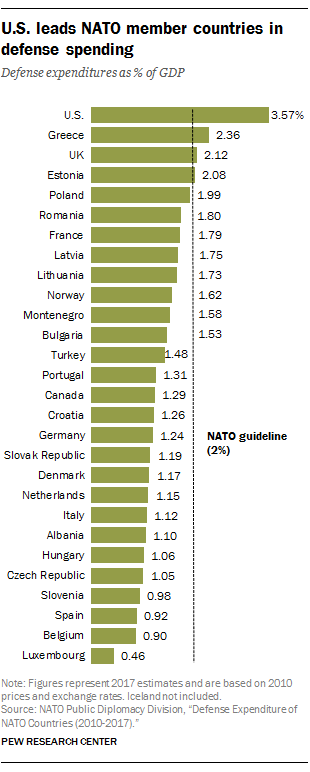 U.S. leads NATO member countries in
defense spending
Defense expenditures as % of GDP
U.S. 3.57%
Greece 2.36
UK 2.12
Estonia 2.08
Poland 1.99
Romania 1.80
France 1.79
Latvia 1.75
Lithuania 1.73
Norway 1.62
Montenegro 1.58
Bulgaria 1.53
Turkey 1.48
Portugal 1.31
Canada 1.29
Croatia 1.26
Germany 1.24
NATO guideline
(2%)
Slovak Republic 1.19
Denmark 1.17
Netherlands 1.15
Italy 1.12
Albania 1.10
Hungary 1.06
Czech Republic 1.05
Slovenia 0.98
Spain 0.92
Belgium 0.90
Luxembourg 0.46
Note: Figures represent 2017 estimates and are based on 2010
prices and exchange rates. Iceland not included.
Source: NATO Public Diplomacy Division, “Defense Expenditure of
NATO Countries (2010-2017).”
PEW RESEARCH CENTER